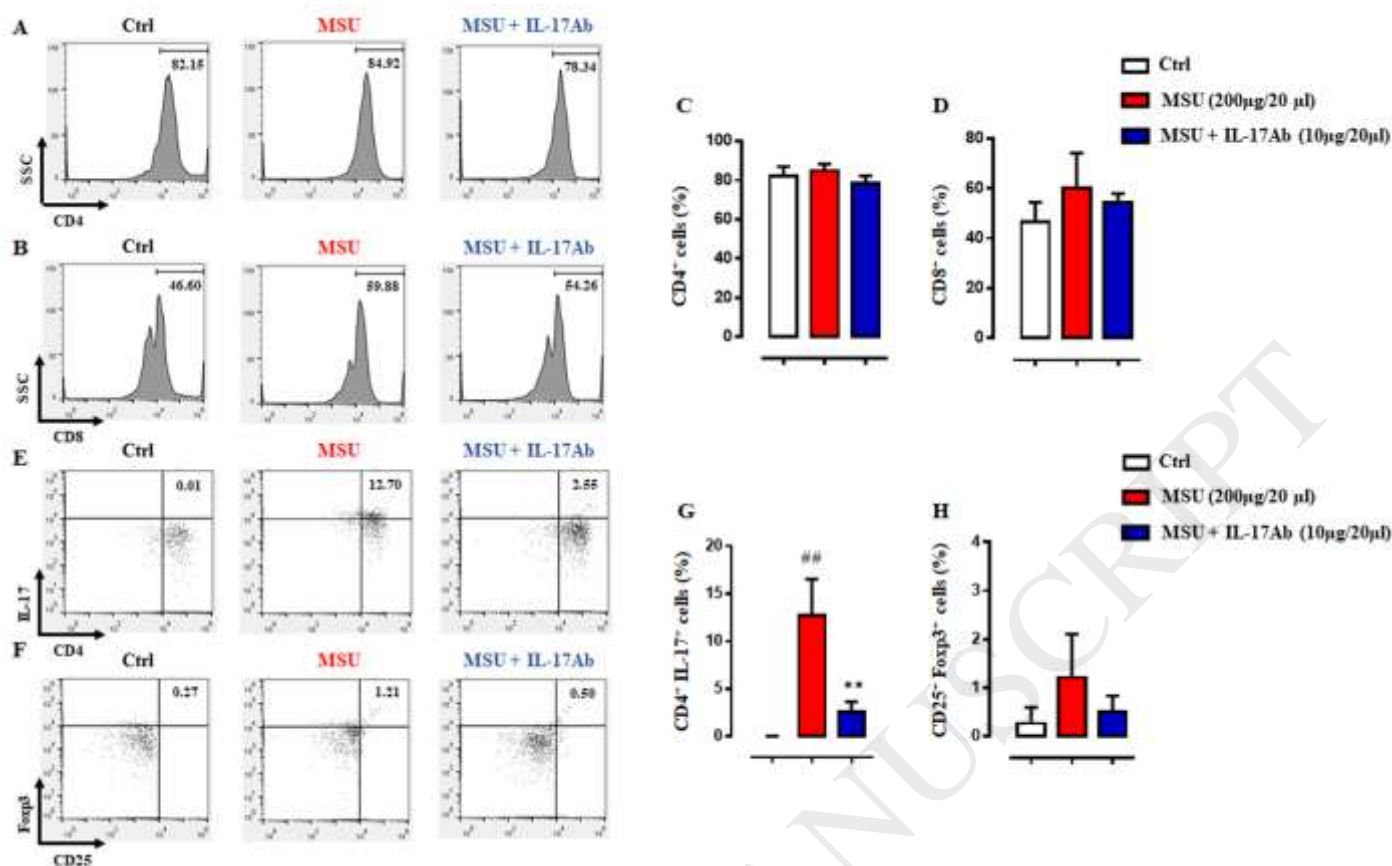 A
Ctrl
MSU
MSU + IL-17Ab
82.15
84.92
78.34
SSC
CD4
B
Ctrl
MSU
MSU + IL-17Ab
46.60
59.88
54.26
SSC
CD8
E
Ctrl
MSU
MSU + IL-17Ab
0.01
12.70
2.55
IL-17
CD4
F
Ctrl
MSU
MSU + IL-17Ab
0.27
1.21
0.50
Foxp3
CD25
C
CD4⁺ cells (%)
100
80
60
40
20
0
D
CD8⁺ cells (%)
80
60
40
20
0
Ctrl
MSU (200µg/20 µl)
MSU + IL-17Ab (10µg/20µl)
G
CD4⁺ IL-17⁺ cells (%)
20
15
10
5
0
##
**
H
CD25⁺ Foxp3⁺ cells (%)
4
3
2
1
0
Ctrl
MSU (200µg/20 µl)
MSU + IL-17Ab (10µg/20µl)
NUSCRIPT